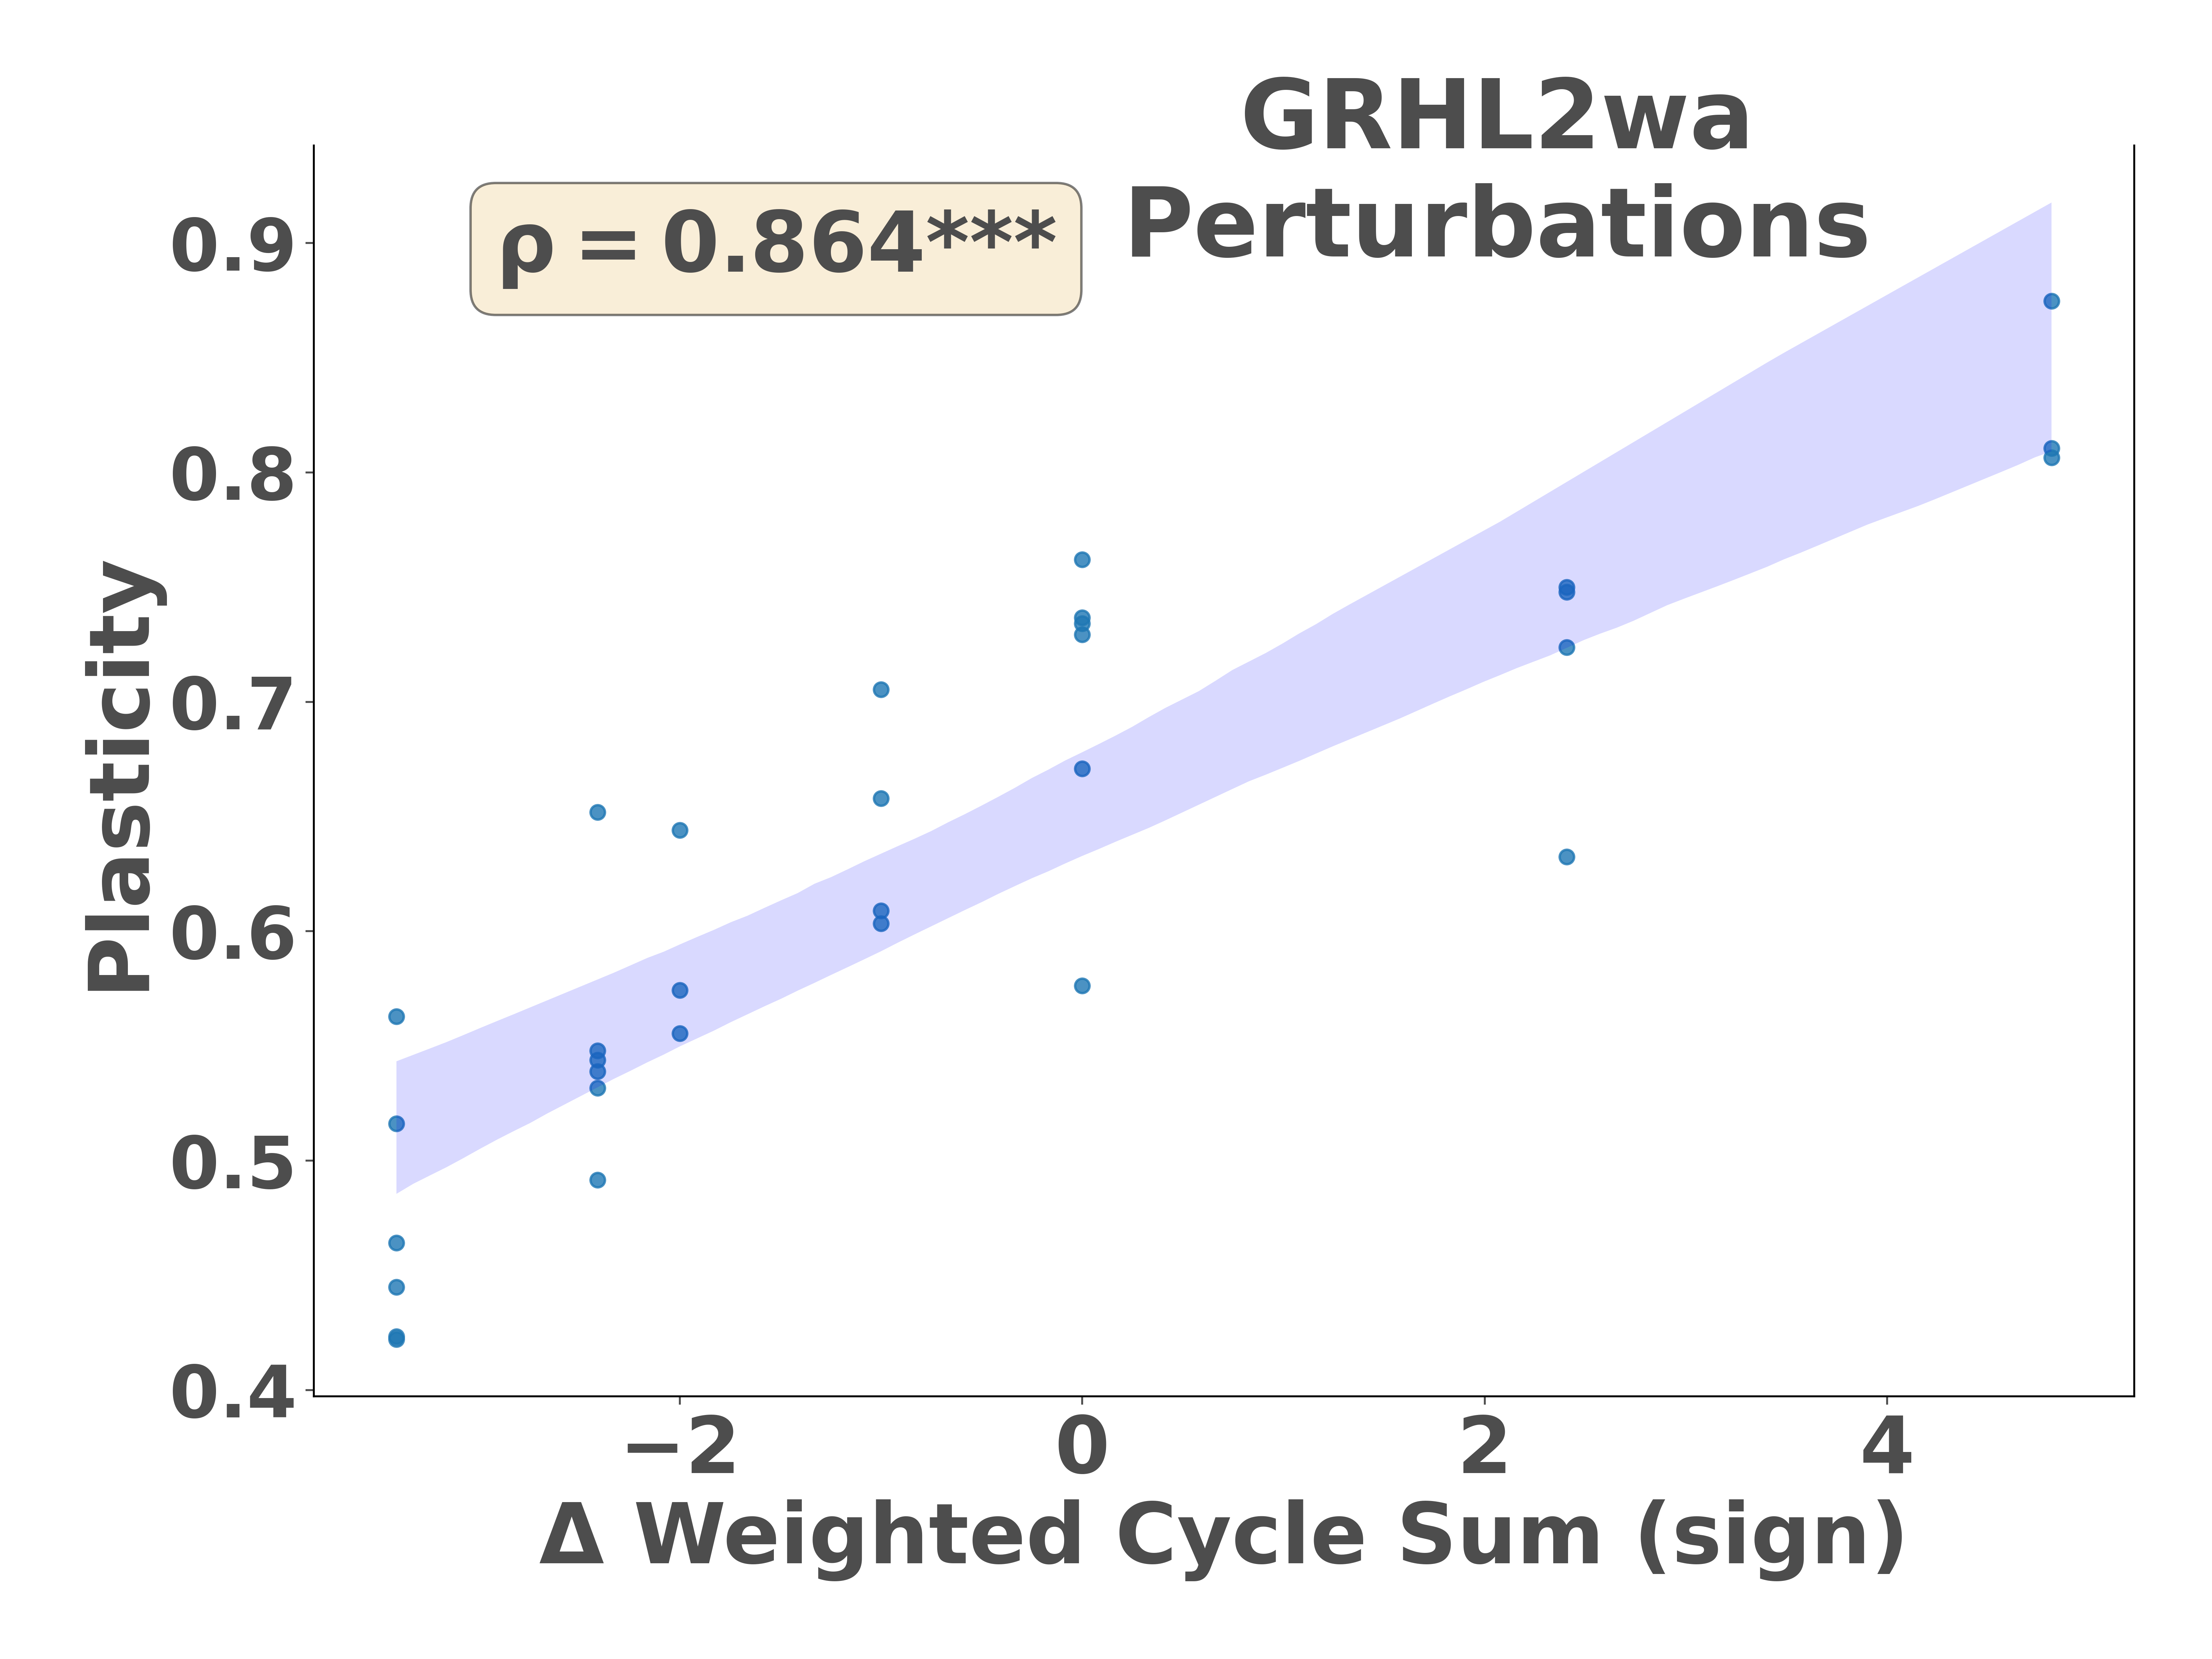 GRHL2wa
Perturbations
ρ = 0.864***
0.9
0.8
0.7
0.6
0.5
0.4
Plasticity
−2 0 2 4
Δ Weighted Cycle Sum (sign)